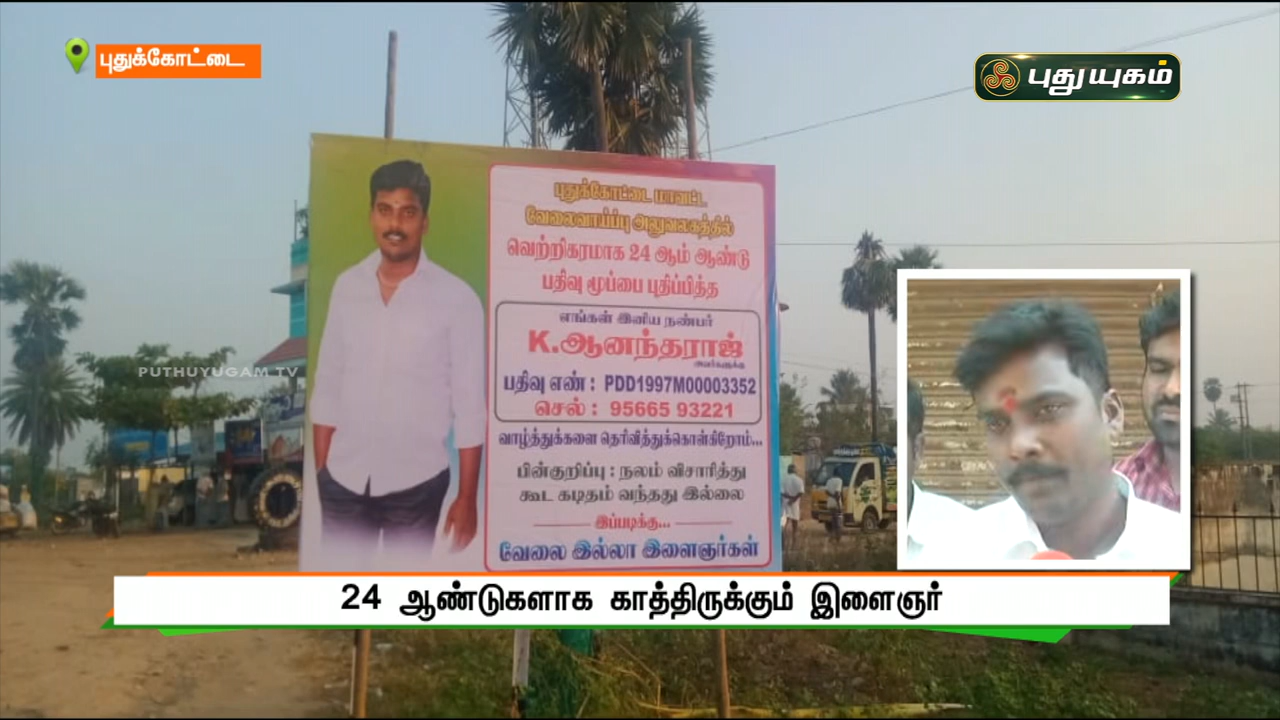 புதுக்கோட்டை
புதுயுகம்
புதுக்கோட்டை மாவட்ட
வேலைவாய்ப்பு அலுவலகத்தில்
வெற்றிகரமாக 24 ஆம் ஆண்டு
பதிவு மூப்பை புதிப்பித்த
எங்கள் இனிய நண்பர்
K.ஆனந்தராஜ்
அவர்களுக்கு
பதிவு எண் : PDD1997M00003352
செல் : 95665 93221
வாழ்த்துக்களை தெரிவித்துக்கொள்கிறோம்...
பின்குறிப்பு : நலம் விசாரித்து
கூட கடிதம் வந்தது இல்லை
இப்படிக்கு...
வேலை இல்லா இளைஞர்கள்
PUTHUYUGAM TV
24 ஆண்டுகளாக காத்திருக்கும் இளைஞர்